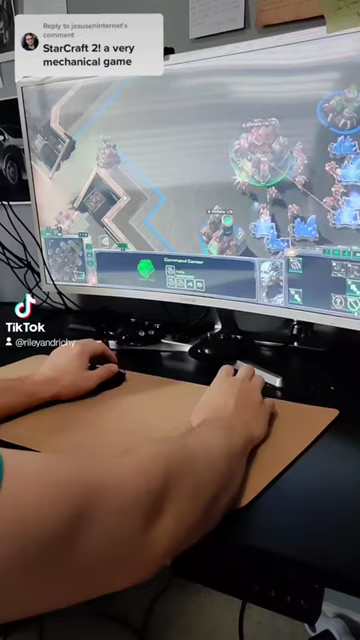 Reply to jesuseninternet's
comment
StarCraft 2! a very
mechanical game
Command Center
TikTok
@rileyandrichy